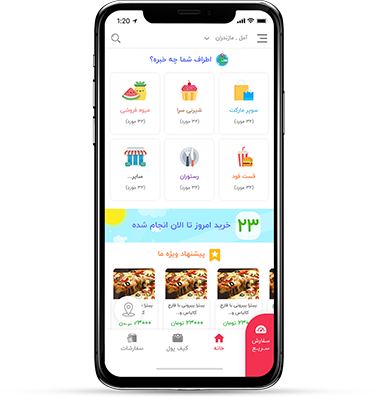 1:20
آمل ، مازندران
اطراف شما چه خبره؟
سوپر مارکت
(۳۲ مورد)
شیرنی سرا
(۳۲ مورد)
میوه فروشی
(۳۲ مورد)
فست فود
(۳۲ مورد)
رستوران
(۳۲ مورد)
سایر...
(۳۲ مورد)
۲۳ خرید امروز تا الان انجام شده
پیشنهاد ویژه ما
پیتزا پپرونی با قارچ
کالباس و...
۲۳۰۰۰ تومان
پیتزا پپرونی با قارچ
کالباس و...
۲۳۰۰۰ تومان
پیتزا
۲۳۰۰۰ تومان
سفارش
سریع
خانه
کیف پول
سفارشات